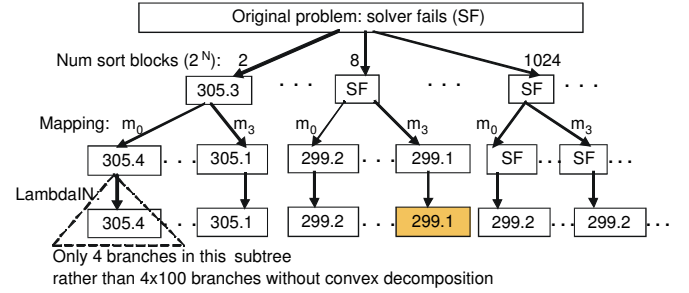 Original problem: solver fails (SF)
Num sort blocks (2^N): 2 8 1024
305.3 . . . SF . . . SF . . .
Mapping: m0 m3 m0 m3 m0 m3
305.4 . . . 305.1 299.2 . . . 299.1 SF . . . SF . . .
LambdaIN:
305.4 . . . 305.1 299.2 . . . 299.1 299.2 . . . 299.2 . . .
Only 4 branches in this subtree
rather than 4x100 branches without convex decomposition